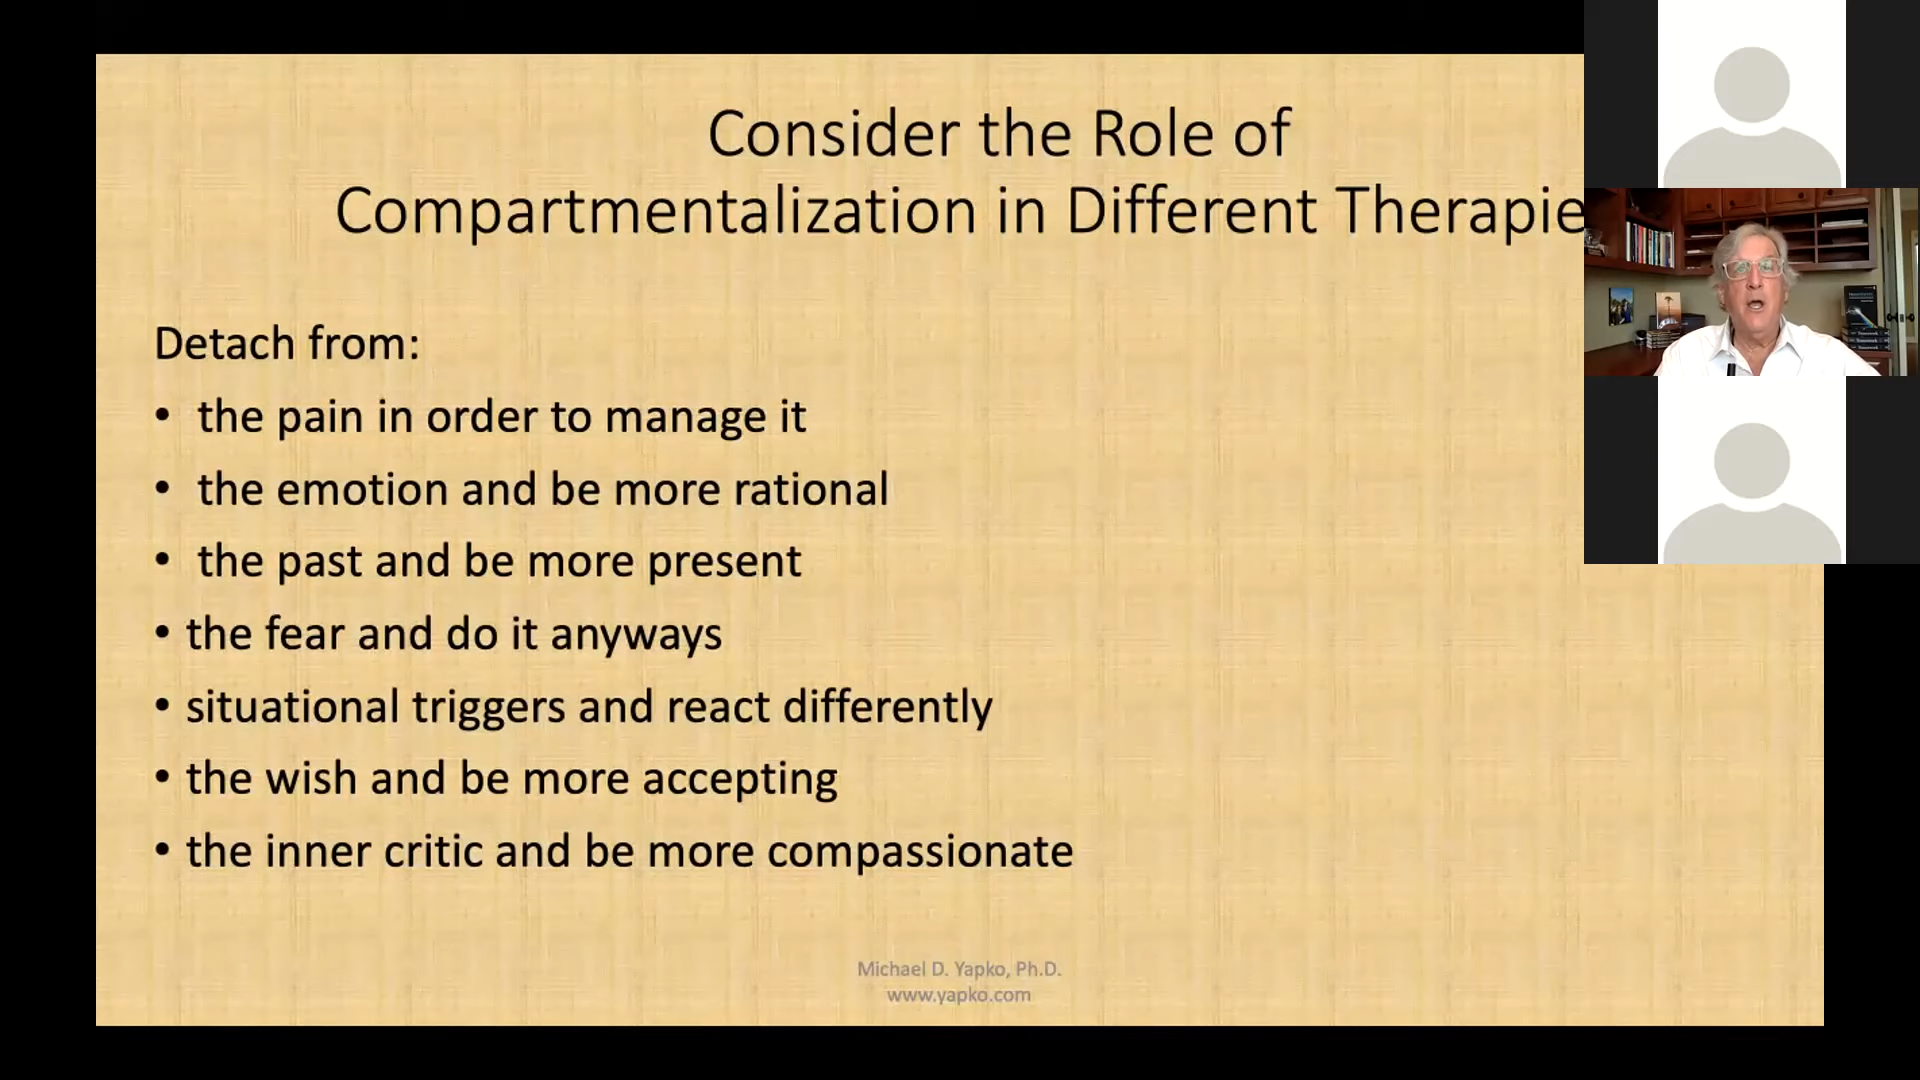 Consider the Role of
Compartmentalization in Different Therapie
Detach from:
• the pain in order to manage it
• the emotion and be more rational
• the past and be more present
• the fear and do it anyways
• situational triggers and react differently
• the wish and be more accepting
• the inner critic and be more compassionate
Michael D. Yapko, Ph.D.
www.yapko.com